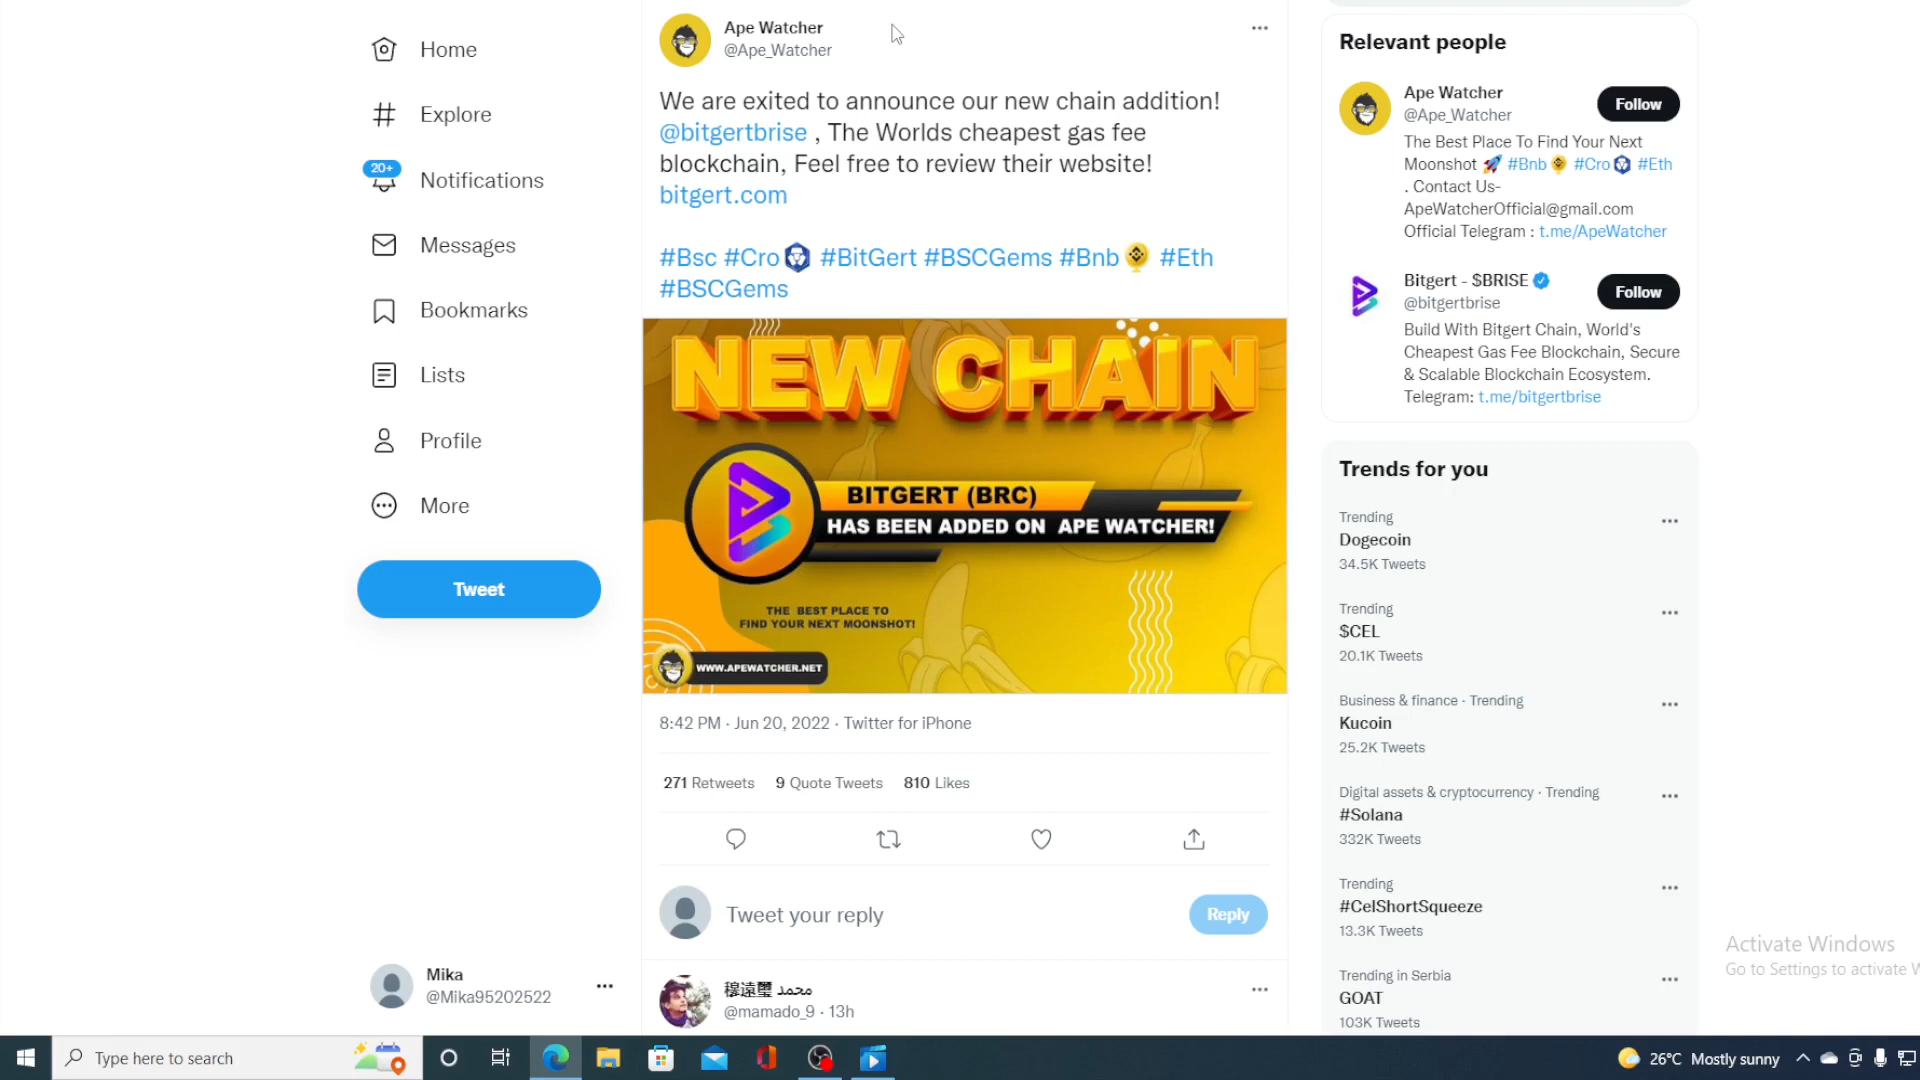 Home
Explore
20+
Notifications
Messages
Bookmarks
Lists
Profile
More
Tweet
Mika
@Mika95202522
Ape Watcher
@Ape_Watcher
We are exited to announce our new chain addition!
@bitgertbrise , The Worlds cheapest gas fee
blockchain, Feel free to review their website!
bitgert.com
#Bsc #Cro #BitGert #BSCGems #Bnb #Eth
#BSCGems
NEW CHAIN
BITGERT (BRC)
HAS BEEN ADDED ON APE WATCHER!
THE BEST PLACE TO
FIND YOUR NEXT MOONSHOT!
WWW.APEWATCHER.NET
8:42 PM · Jun 20, 2022 · Twitter for iPhone
271 Retweets 9 Quote Tweets 810 Likes
Tweet your reply
Reply
穆遠璽 محمد
@mamado_9 · 13h
Relevant people
Ape Watcher
@Ape_Watcher
Follow
The Best Place To Find Your Next
Moonshot 🚀 #Bnb #Cro #Eth
. Contact Us-
ApeWatcherOfficial@gmail.com
Official Telegram : t.me/ApeWatcher
Bitgert - $BRISE
@bitgertbrise
Follow
Build With Bitgert Chain, World's
Cheapest Gas Fee Blockchain, Secure
& Scalable Blockchain Ecosystem.
Telegram: t.me/bitgertbrise
Trends for you
Trending
Dogecoin
34.5K Tweets
Trending
$CEL
20.1K Tweets
Business & finance · Trending
Kucoin
25.2K Tweets
Digital assets & cryptocurrency · Trending
#Solana
332K Tweets
Trending
#CelShortSqueeze
13.3K Tweets
Trending in Serbia
GOAT
103K Tweets
Activate Windows
Go to Settings to activate W
Type here to search
26°C Mostly sunny